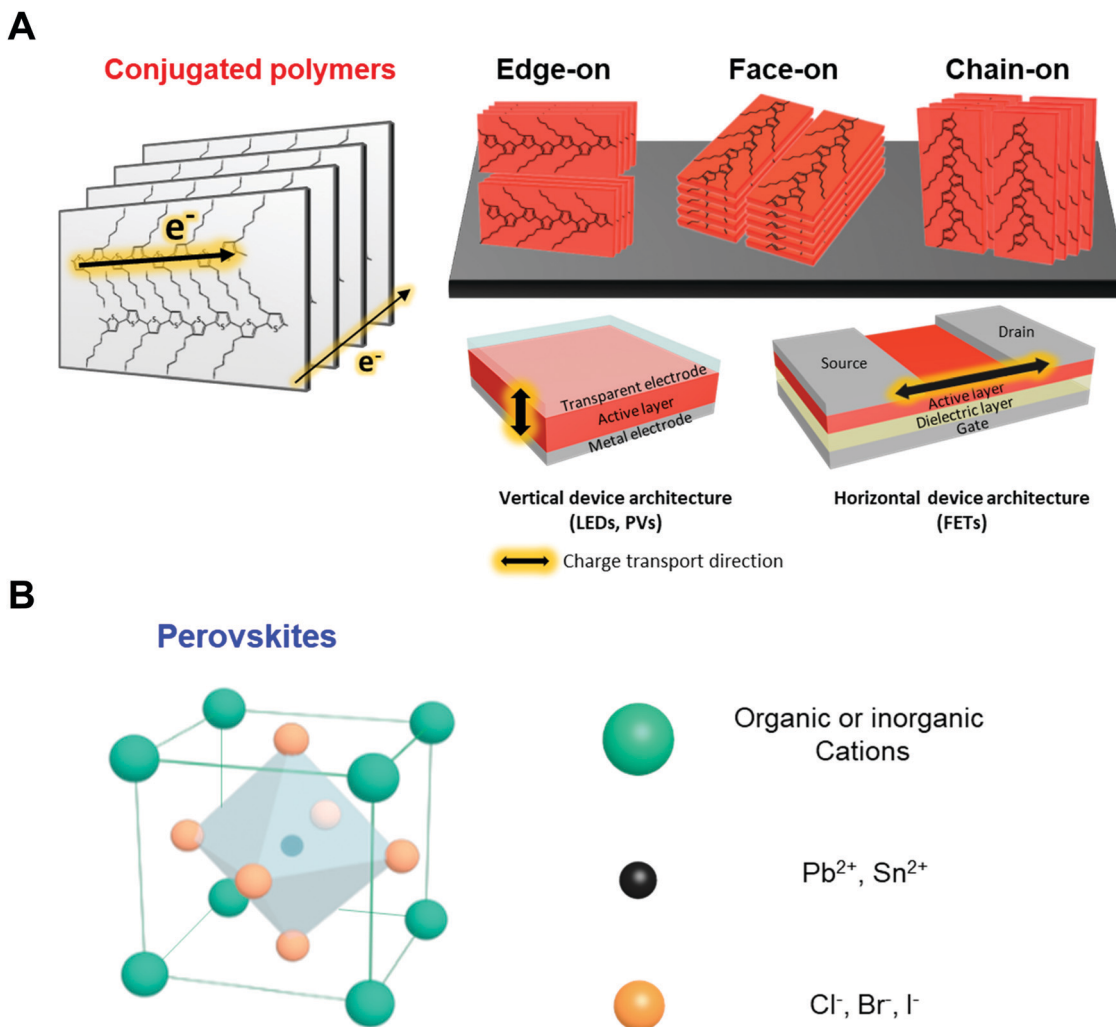 A
Conjugated polymers
Edge-on
Face-on
Chain-on
e⁻
e⁻
Transparent electrode
Active layer
Metal electrode
Source
Drain
Active layer
Dielectric layer
Gate
Vertical device architecture
(LEDs, PVs)
Horizontal device architecture
(FETs)
Charge transport direction
B
Perovskites
Organic or inorganic
Cations
Pb²⁺, Sn²⁺
Cl⁻, Br⁻, I⁻